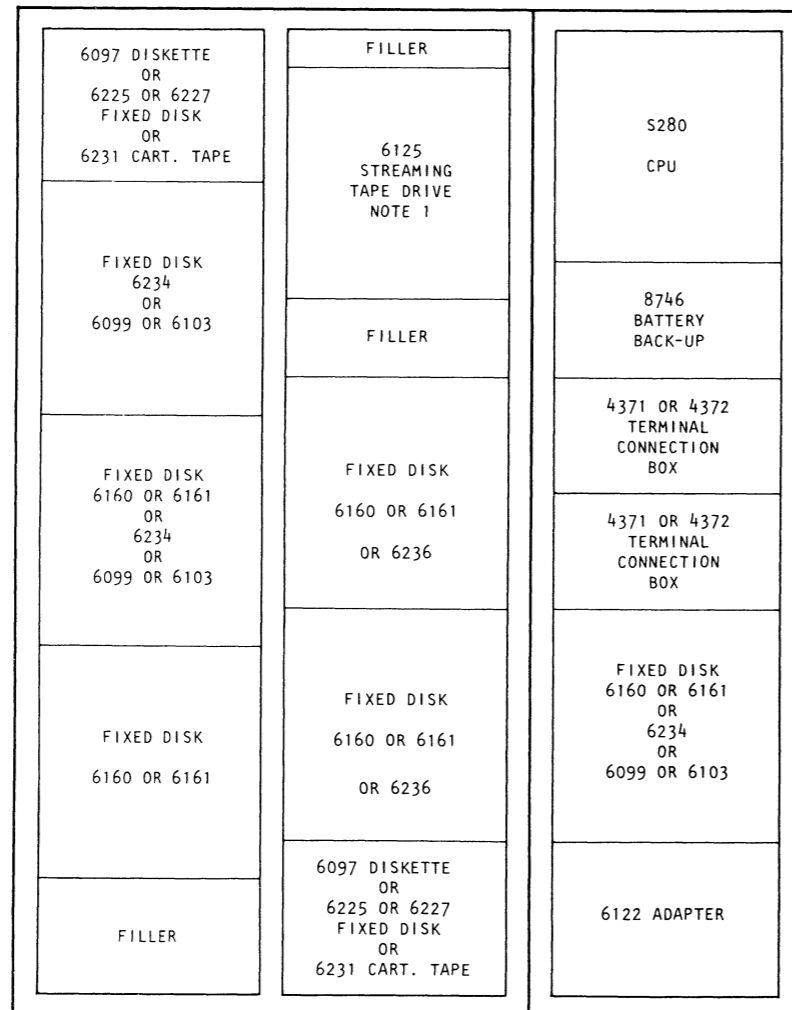 6097 DISKETTE
OR
6225 OR 6227
FIXED DISK
OR
6231 CART. TAPE
FIXED DISK
6234
OR
6099 OR 6103
FIXED DISK
6160 OR 6161
OR
6234
OR
6099 OR 6103
FIXED DISK
6160 OR 6161
FILLER
FILLER
6125
STREAMING
TAPE DRIVE
NOTE 1
FILLER
FIXED DISK
6160 OR 6161
OR 6236
FIXED DISK
6160 OR 6161
OR 6236
6097 DISKETTE
OR
6225 OR 6227
FIXED DISK
OR
6231 CART. TAPE
S280
CPU
8746
BATTERY
BACK-UP
4371 OR 4372
TERMINAL
CONNECTION
BOX
4371 OR 4372
TERMINAL
CONNECTION
BOX
FIXED DISK
6160 OR 6161
OR
6234
OR
6099 OR 6103
6122 ADAPTER